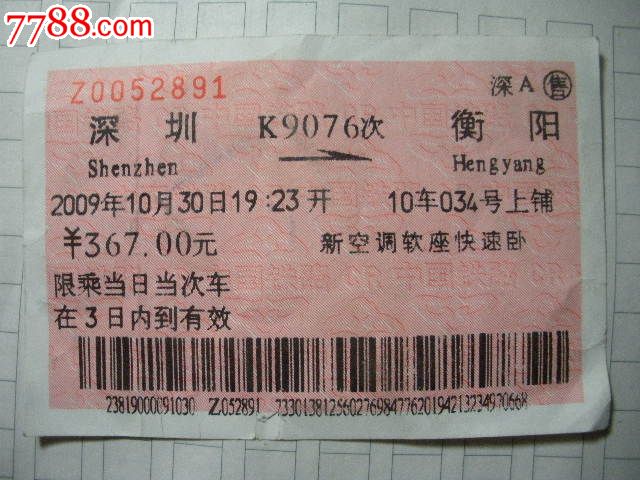 7788.com
Z0052891
深A 售
深 圳 K9076次 衡 阳
Shenzhen Hengyang
2009年10月30日19:23开 10车034号上铺
¥367.00元 新空调软座快速卧
限乘当日当次车
在3日内到有效
23819000091030 Z052891